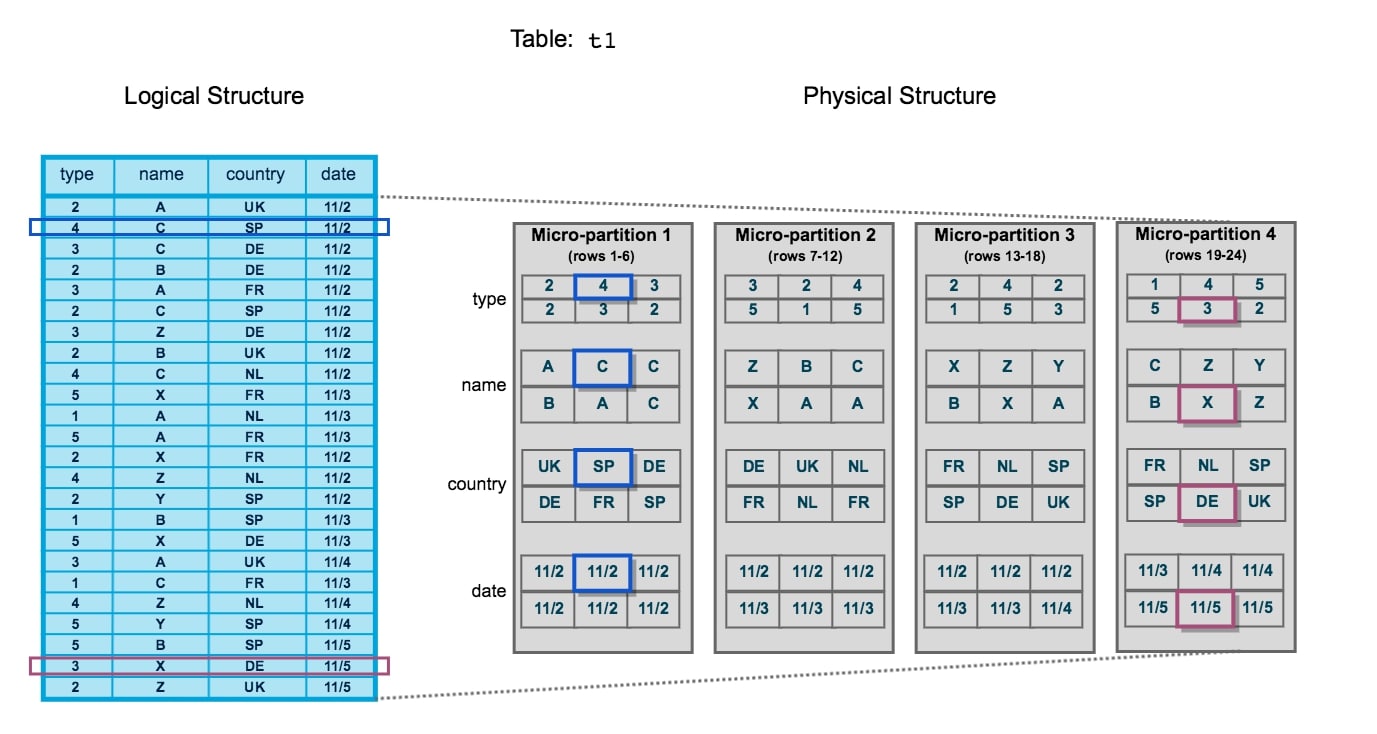 Table: t1
Logical Structure
Physical Structure
type name country date
2 A UK 11/2
4 C SP 11/2
3 C DE 11/2
2 B DE 11/2
3 A FR 11/2
2 C SP 11/2
3 Z DE 11/2
2 B UK 11/2
4 C NL 11/2
5 X FR 11/3
1 A NL 11/3
5 A FR 11/3
2 X FR 11/2
4 Z NL 11/2
2 Y SP 11/2
1 B SP 11/3
5 X DE 11/3
3 A UK 11/4
1 C FR 11/3
4 Z NL 11/4
5 Y SP 11/4
5 B SP 11/5
3 X DE 11/5
2 Z UK 11/5
Micro-partition 1 Micro-partition 2 Micro-partition 3 Micro-partition 4
(rows 1-6) (rows 7-12) (rows 13-18) (rows 19-24)
type
2 4 3 3 2 4 2 4 2 1 4 5
2 3 2 5 1 5 1 5 3 5 3 2
name
A C C Z B C X Z Y C Z Y
B A C X A A B X A B X Z
country
UK SP DE DE UK NL FR NL SP FR NL SP
DE FR SP FR NL FR SP DE UK SP DE UK
date
11/2 11/2 11/2 11/2 11/2 11/2 11/2 11/2 11/2 11/3 11/4 11/4
11/2 11/2 11/2 11/3 11/3 11/3 11/3 11/3 11/4 11/5 11/5 11/5